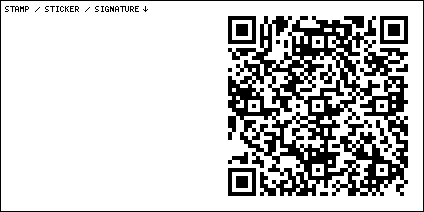 STAMP / STICKER / SIGNATURE ↓